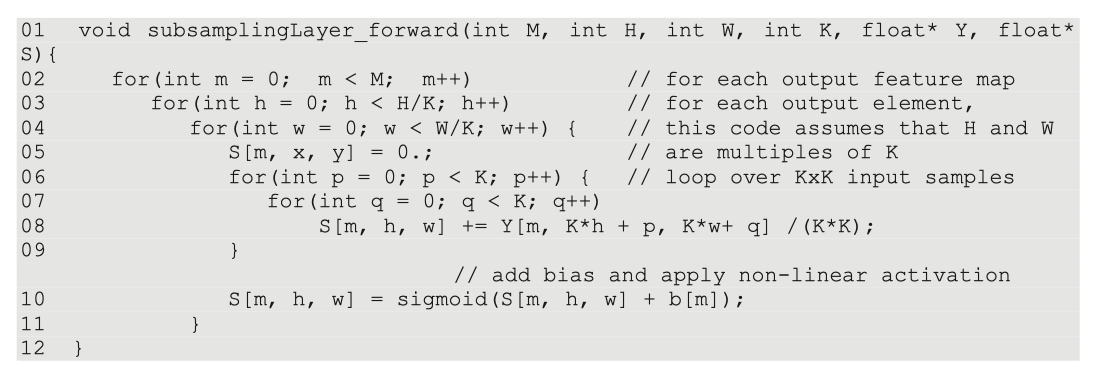 01 void subsamplingLayer_forward(int M, int H, int W, int K, float* Y, float*
S){
02 for(int m = 0; m < M; m++) // for each output feature map
03 for(int h = 0; h < H/K; h++) // for each output element,
04 for(int w = 0; w < W/K; w++) { // this code assumes that H and W
05 S[m, x, y] = 0.; // are multiples of K
06 for(int p = 0; p < K; p++) { // loop over KxK input samples
07 for(int q = 0; q < K; q++)
08 S[m, h, w] += Y[m, K*h + p, K*w+ q] /(K*K);
09 }
// add bias and apply non-linear activation
10 S[m, h, w] = sigmoid(S[m, h, w] + b[m]);
11 }
12 }